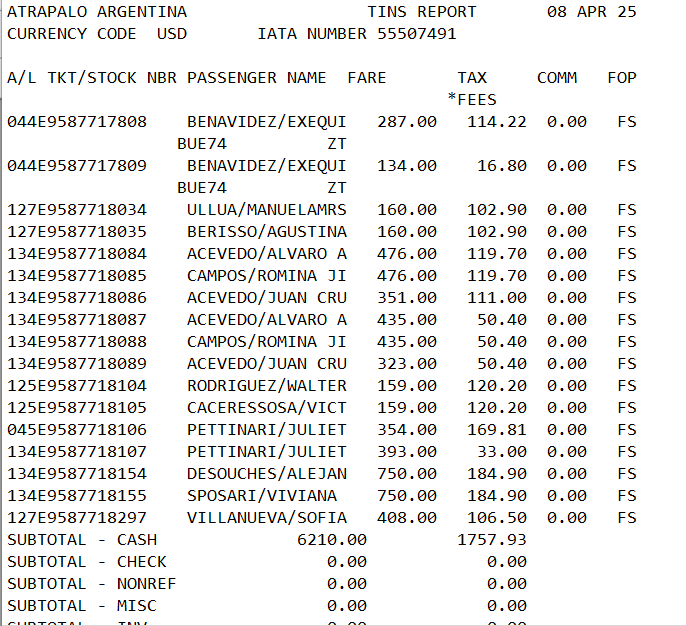 ATRAPALO ARGENTINA TINS REPORT 08 APR 25
CURRENCY CODE USD IATA NUMBER 55507491
A/L TKT/STOCK NBR PASSENGER NAME FARE TAX COMM FOP
*FEES
044E9587717808 BENAVIDEZ/EXEQUI 287.00 114.22 0.00 FS
BUE74 ZT
044E9587717809 BENAVIDEZ/EXEQUI 134.00 16.80 0.00 FS
BUE74 ZT
127E9587718034 ULLUA/MANUELAMRS 160.00 102.90 0.00 FS
127E9587718035 BERISSO/AGUSTINA 160.00 102.90 0.00 FS
134E9587718084 ACEVEDO/ALVARO A 476.00 119.70 0.00 FS
134E9587718085 CAMPOS/ROMINA JI 476.00 119.70 0.00 FS
134E9587718086 ACEVEDO/JUAN CRU 351.00 111.00 0.00 FS
134E9587718087 ACEVEDO/ALVARO A 435.00 50.40 0.00 FS
134E9587718088 CAMPOS/ROMINA JI 435.00 50.40 0.00 FS
134E9587718089 ACEVEDO/JUAN CRU 323.00 50.40 0.00 FS
125E9587718104 RODRIGUEZ/WALTER 159.00 120.20 0.00 FS
125E9587718105 CACERESSOSA/VICT 159.00 120.20 0.00 FS
045E9587718106 PETTINARI/JULIET 354.00 169.81 0.00 FS
134E9587718107 PETTINARI/JULIET 393.00 33.00 0.00 FS
134E9587718154 DESOUCHES/ALEJAN 750.00 184.90 0.00 FS
134E9587718155 SPOSARI/VIVIANA 750.00 184.90 0.00 FS
127E9587718297 VILLANUEVA/SOFIA 408.00 106.50 0.00 FS
SUBTOTAL - CASH 6210.00 1757.93
SUBTOTAL - CHECK 0.00 0.00
SUBTOTAL - NONREF 0.00 0.00
SUBTOTAL - MISC 0.00 0.00
SUBTOTAL - INV 0.00 0.00